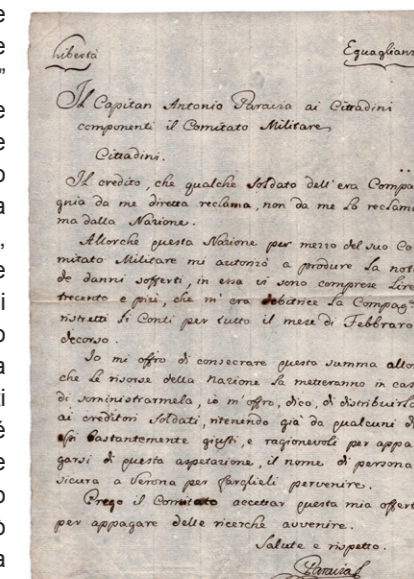 Libertà Eguaglian
Il Capitan Antonio Paravia ai Cittadini
componenti il Comitato Militare,
Cittadini.
Il credito, che qualche Soldato dell'era Compa
gnia da me diretta reclama, non da me lo reclam
ma dalla Nazione.
Allorchè questa Nazione per mezzo del suo Co
mitato Militare mi autorizò a produrre la not
de danni sofferti, in essa vi sono comprese Lire
trecento e più, che m'era debitrice la Compag.
ristretti li Conti per tutto il mese di Febbraro
decorso.
Io mi offro di consecrare questa summa allor
che le risorse della Nazione la metteranno in cas
di somministrarmela, io m'offro, dico, di distribuirla
ai creditori Soldati, ritenendo già da qualcuni d
essi bastantemente giusti, e ragionevoli per appa
garsi di questa aspetazione, il nome di persona
sicura a Verona per farglieli pervenire.
Prego il Comitato accettar questa mia offert
per appagare delle ricerche avvenire.
Salute e rispetto.
Paravia
e
e
”
e
e
o
a
,
e
i
o
a
i
é
e
o
ò
a